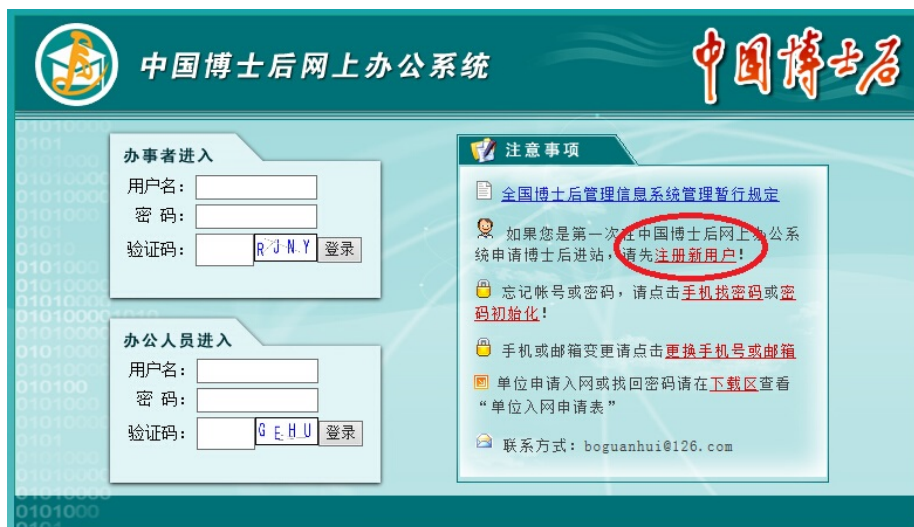 中国博士后网上办公系统
中国博士后
办事者进入
用户名:
密 码:
验证码:
RJNY
登录
办公人员进入
用户名:
密 码:
验证码:
GEHU
登录
注意事项
全国博士后管理信息系统管理暂行规定
如果您是第一次在中国博士后网上办公系
统申请博士后进站,请先注册新用户!
忘记帐号或密码,请点击手机找密码或密
码初始化!
手机或邮箱变更请点击更换手机号或邮箱
单位申请入网或找回密码请在下载区查看
“单位入网申请表”
联系方式:boguanhui@126.com